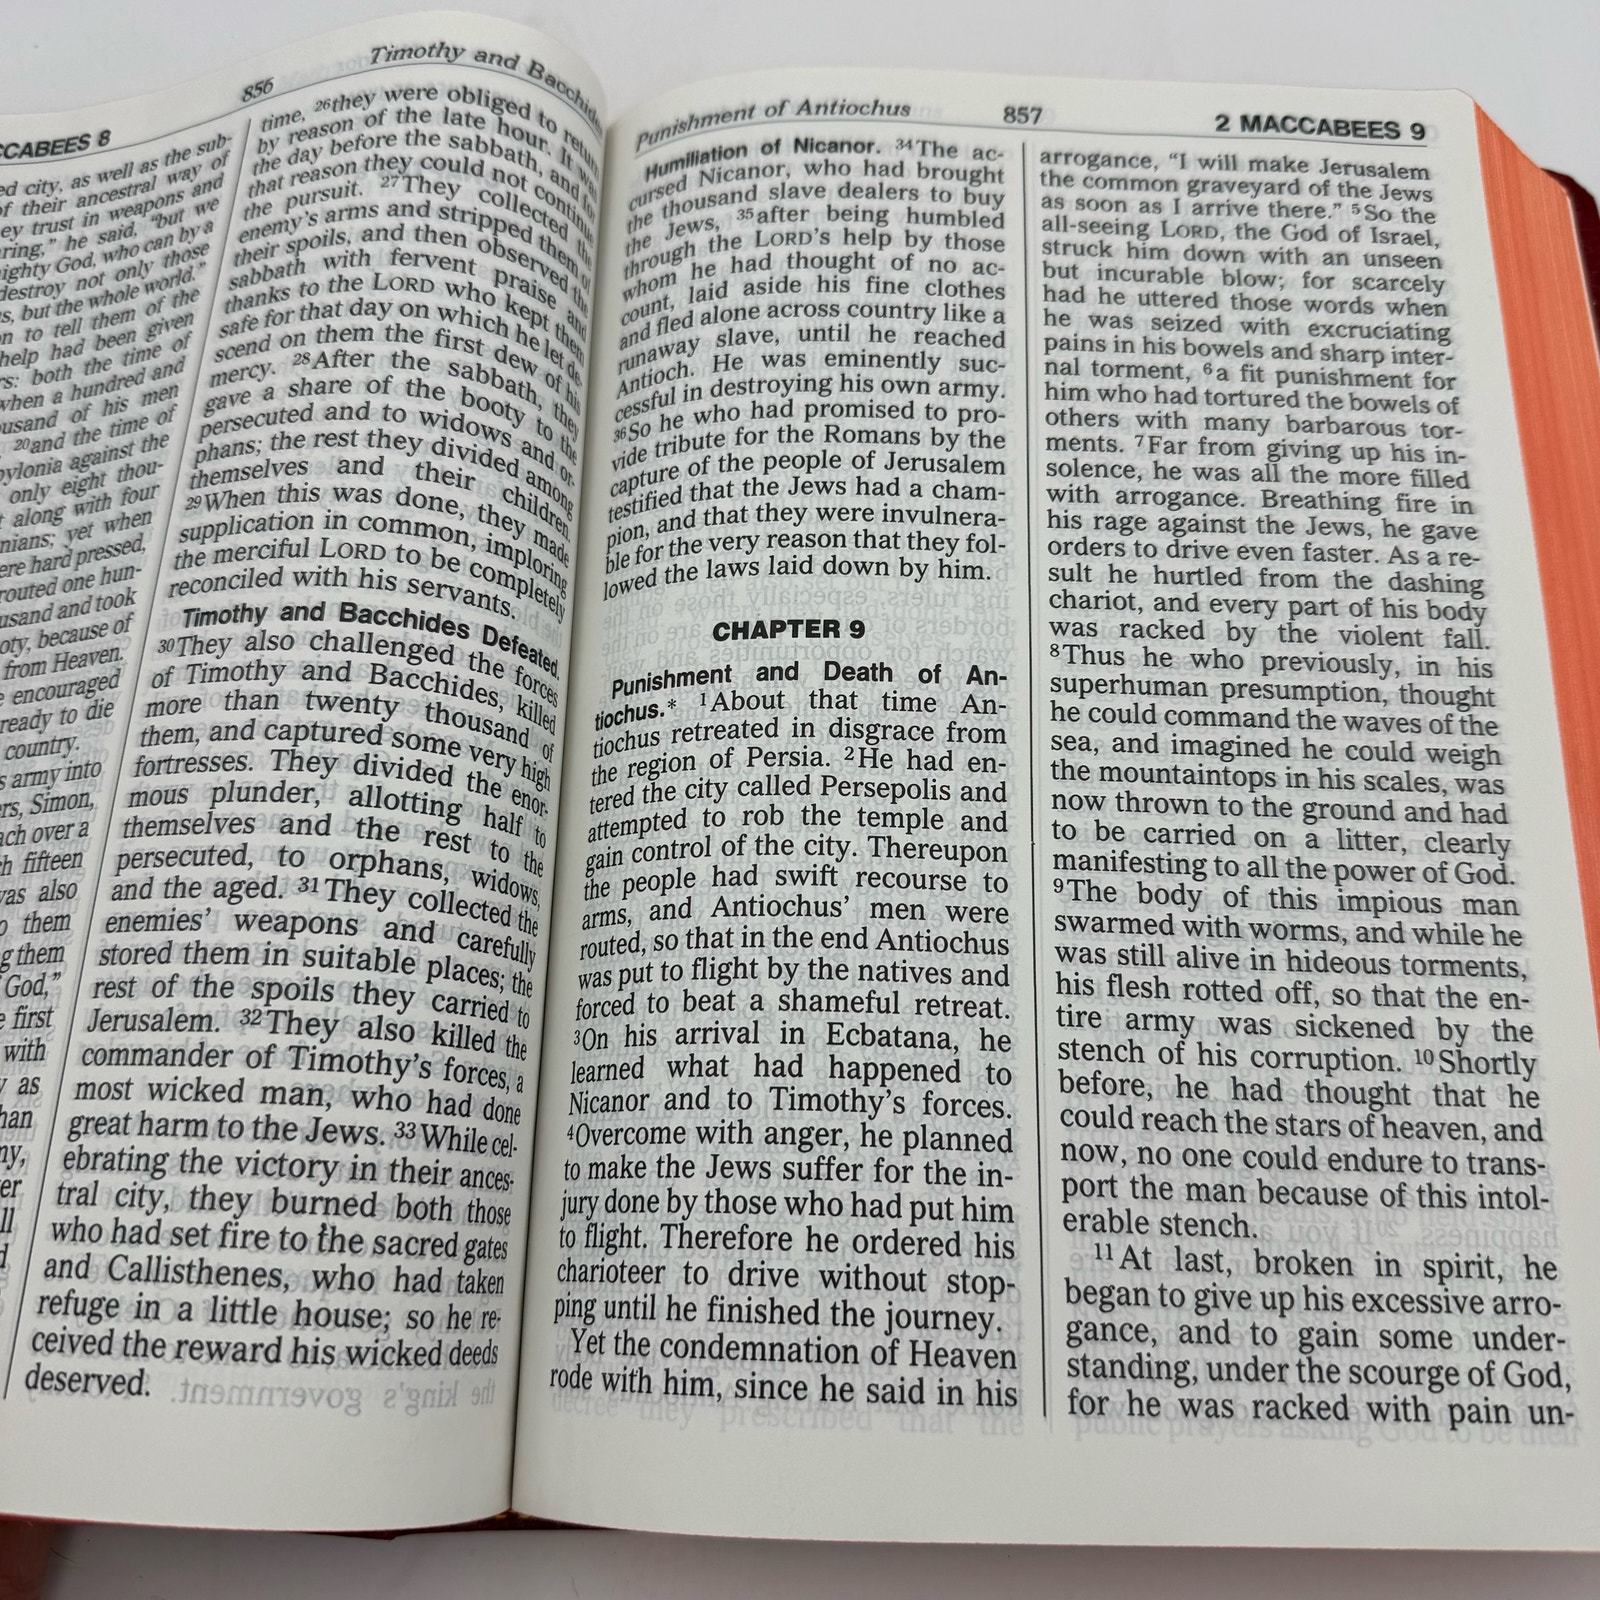 CCABEES 8
856
Timothy and Bacchides
ed city, as well as the sub-
of their ancestral way of
ey trust in weapons and
ring," he said, "but we
ighty God, who can by a
destroy not only those
s, but the whole world."
n to tell them of the
help had been given
rs: both the time of
when a hundred and
usand of his men
20and the time of
bylonia against the
only eight thou-
t along with four
nians; yet when
ere hard pressed,
routed one hun-
usand and took
oty, because of
from Heaven.
e encouraged
ready to die
country.
s army into
ers, Simon,
ach over a
h fifteen
was also
o them
g them
God,"
e first
with
y as
han
ny,
er
ll
d
time, 26they were obliged to return
by reason of the late hour. It was
the day before the sabbath, and for
that reason they could not continue
the pursuit. 27They collected the
enemy's arms and stripped them of
their spoils, and then observed the
sabbath with fervent praise and
thanks to the LORD who kept them
safe for that day on which he let de-
scend on them the first dew of his
mercy. 28After the sabbath, they
gave a share of the booty to the
persecuted and to widows and or-
phans; the rest they divided among
themselves and their children.
29When this was done, they made
supplication in common, imploring
the merciful LORD to be completely
reconciled with his servants.
Timothy and Bacchides Defeated.
30They also challenged the forces
of Timothy and Bacchides, killed
more than twenty thousand of
them, and captured some very high
fortresses. They divided the enor-
mous plunder, allotting half to
themselves and the rest to the
persecuted, to orphans, widows,
and the aged. 31They collected the
enemies' weapons and carefully
stored them in suitable places; the
rest of the spoils they carried to
Jerusalem. 32They also killed the
commander of Timothy's forces, a
most wicked man, who had done
great harm to the Jews. 33While cel-
ebrating the victory in their ances-
tral city, they burned both those
who had set fire to the sacred gates
and Callisthenes, who had taken
refuge in a little house; so he re-
ceived the reward his wicked deeds
deserved.
Punishment of Antiochus
857
2 MACCABEES 9
Humiliation of Nicanor. 34The ac-
cursed Nicanor, who had brought
the thousand slave dealers to buy
the Jews, 35after being humbled
through the LORD's help by those
whom he had thought of no ac-
count, laid aside his fine clothes
and fled alone across country like a
runaway slave, until he reached
Antioch. He was eminently suc-
cessful in destroying his own army.
36So he who had promised to pro-
vide tribute for the Romans by the
capture of the people of Jerusalem
testified that the Jews had a cham-
pion, and that they were invulnera-
ble for the very reason that they fol-
lowed the laws laid down by him.
CHAPTER 9
Punishment and Death of An-
tiochus.* 1About that time An-
tiochus retreated in disgrace from
the region of Persia. 2He had en-
tered the city called Persepolis and
attempted to rob the temple and
gain control of the city. Thereupon
the people had swift recourse to
arms, and Antiochus' men were
routed, so that in the end Antiochus
was put to flight by the natives and
forced to beat a shameful retreat.
3On his arrival in Ecbatana, he
learned what had happened to
Nicanor and to Timothy's forces.
4Overcome with anger, he planned
to make the Jews suffer for the in-
jury done by those who had put him
to flight. Therefore he ordered his
charioteer to drive without stop-
ping until he finished the journey.
Yet the condemnation of Heaven
rode with him, since he said in his
arrogance, "I will make Jerusalem
the common graveyard of the Jews
as soon as I arrive there." 5So the
all-seeing LORD, the God of Israel,
struck him down with an unseen
but incurable blow; for scarcely
had he uttered those words when
he was seized with excruciating
pains in his bowels and sharp inter-
nal torment, 6a fit punishment for
him who had tortured the bowels of
others with many barbarous tor-
ments. 7Far from giving up his in-
solence, he was all the more filled
with arrogance. Breathing fire in
his rage against the Jews, he gave
orders to drive even faster. As a re-
sult he hurtled from the dashing
chariot, and every part of his body
was racked by the violent fall.
8Thus he who previously, in his
superhuman presumption, thought
he could command the waves of the
sea, and imagined he could weigh
the mountaintops in his scales, was
now thrown to the ground and had
to be carried on a litter, clearly
manifesting to all the power of God.
9The body of this impious man
swarmed with worms, and while he
was still alive in hideous torments,
his flesh rotted off, so that the en-
tire army was sickened by the
stench of his corruption. 10Shortly
before, he had thought that he
could reach the stars of heaven, and
now, no one could endure to trans-
port the man because of this intol-
erable stench.
11At last, broken in spirit, he
began to give up his excessive arro-
gance, and to gain some under-
standing, under the scourge of God,
for he was racked with pain un-